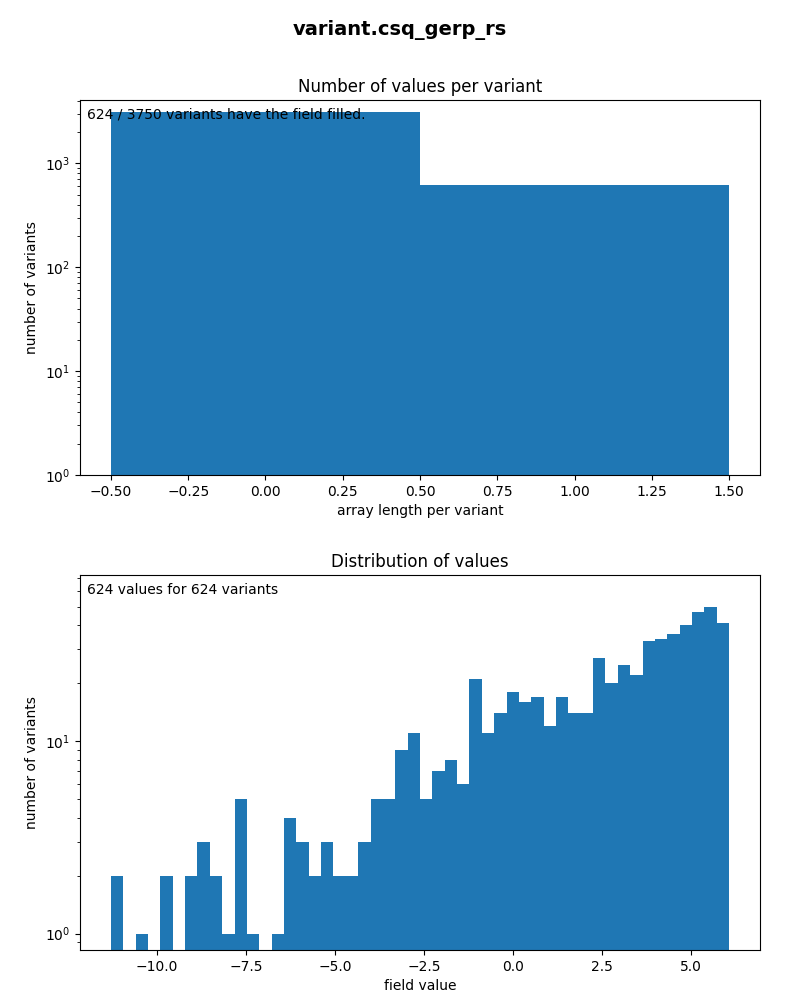 variant.csq_gerp_rs
Number of values per variant
624 / 3750 variants have the field filled.
number of variants
10³
10²
10¹
10⁰
−0.50 −0.25 0.00 0.25 0.50 0.75 1.00 1.25 1.50
array length per variant
Distribution of values
624 values for 624 variants
number of variants
10¹
10⁰
−10.0 −7.5 −5.0 −2.5 0.0 2.5 5.0
field value